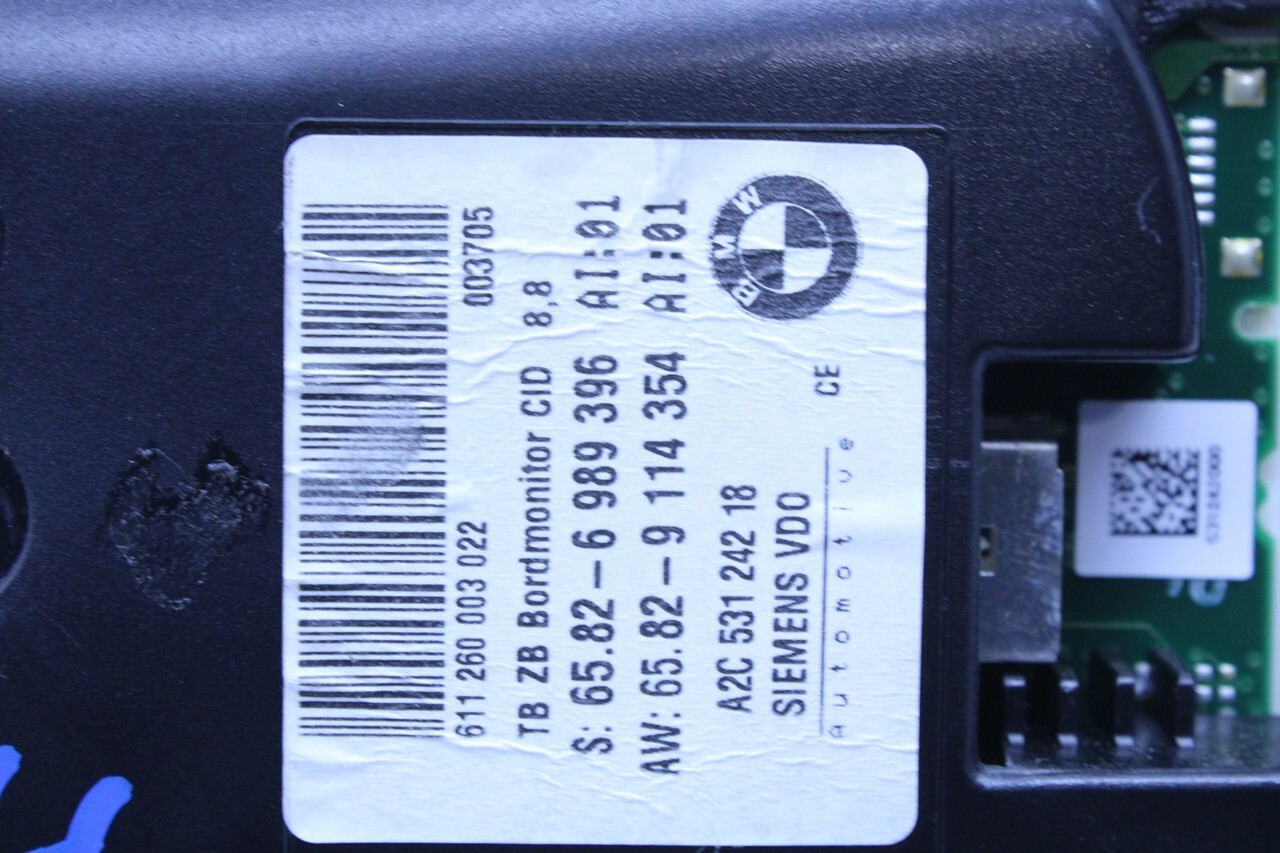 611 260 003 022 003705
TB ZB Bordmonitor CID 8,8
S: 65.82-6 989 396 AI:01
AW: 65.82-9 114 354 AI:01
BMW
A2C 531 242 18
SIEMENS VDO CE
automotive